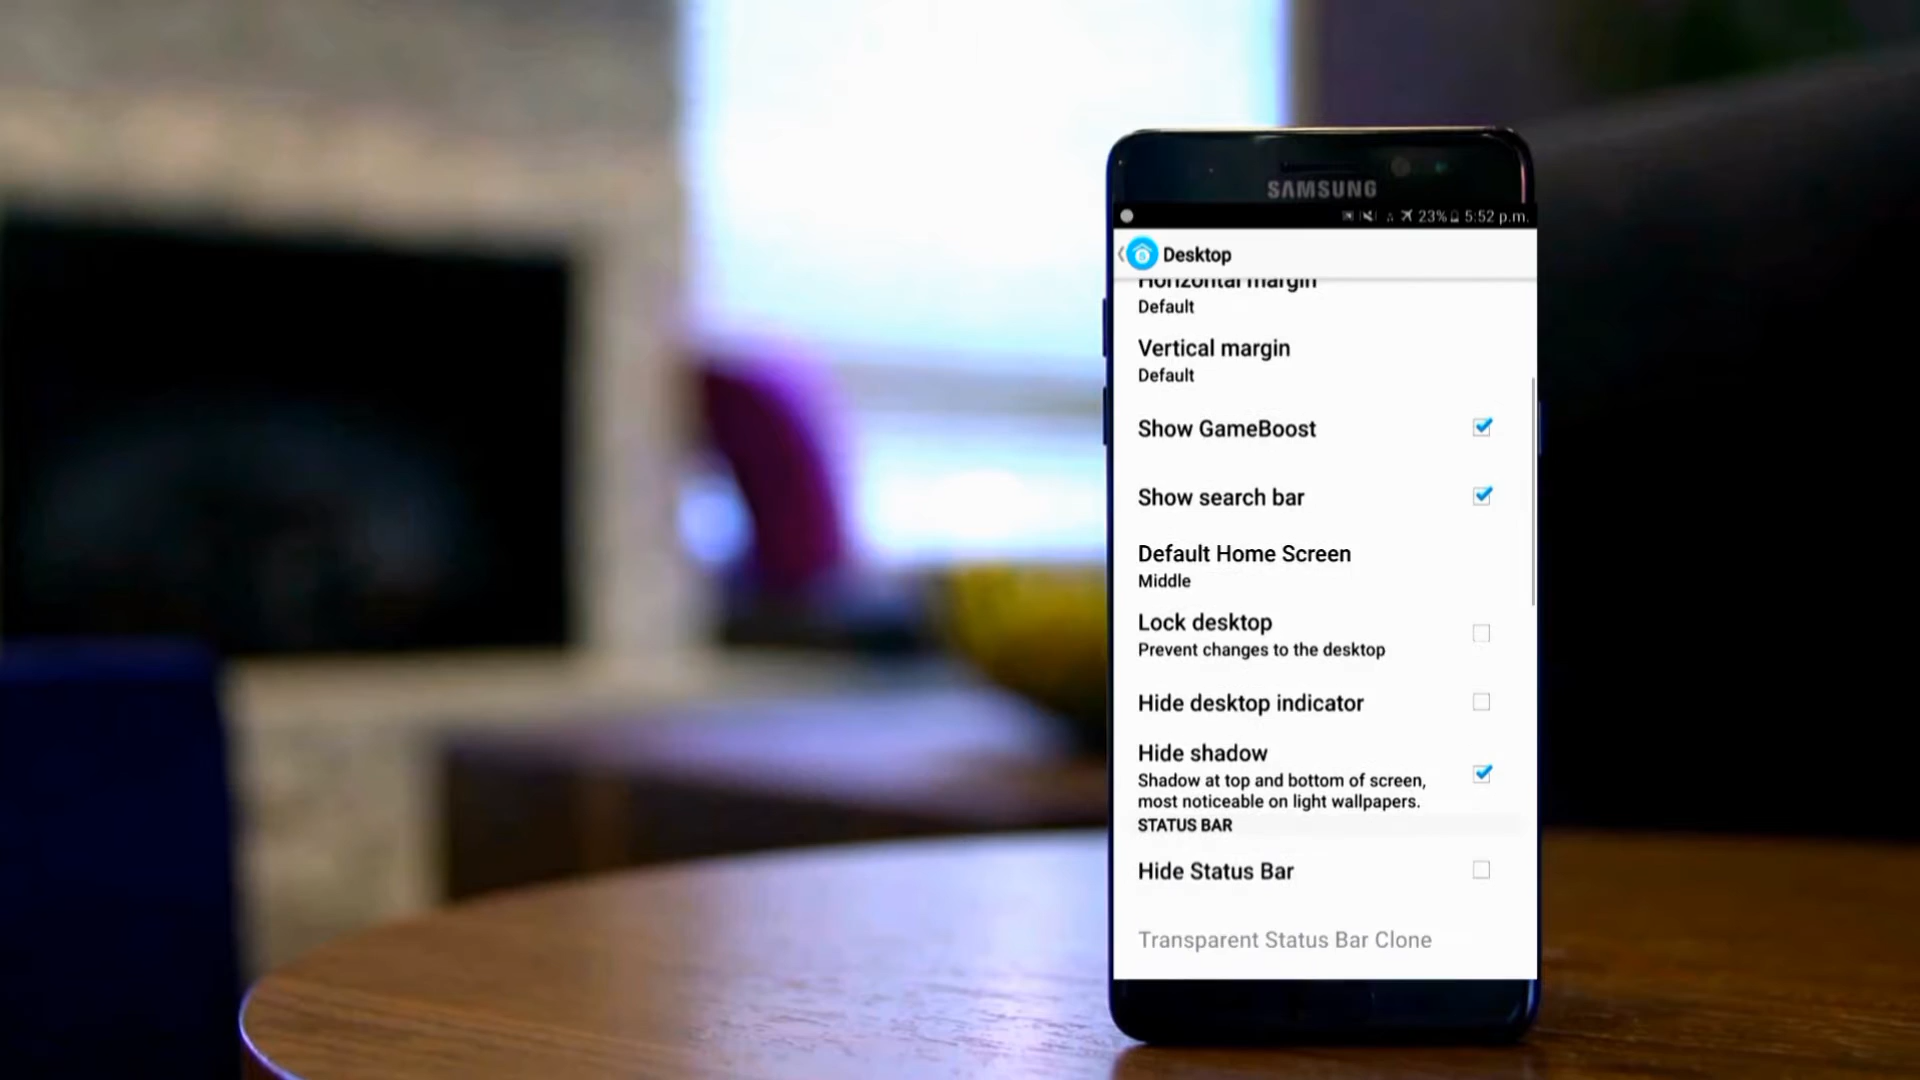 SAMSUNG
23% 5:52 p.m.
Desktop
Horizontal margin
Default
Vertical margin
Default
Show GameBoost
Show search bar
Default Home Screen
Middle
Lock desktop
Prevent changes to the desktop
Hide desktop indicator
Hide shadow
Shadow at top and bottom of screen,
most noticeable on light wallpapers.
STATUS BAR
Hide Status Bar
Transparent Status Bar Clone